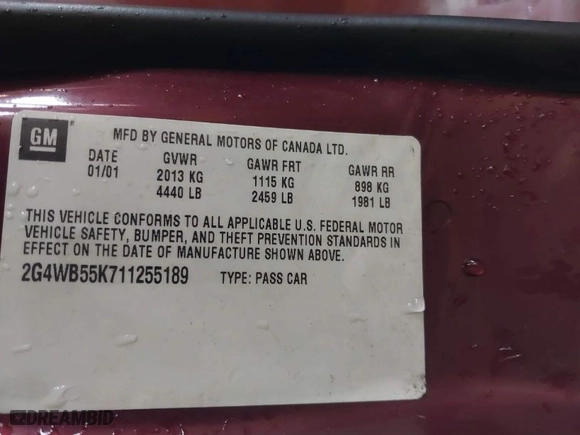 GM
MFD BY GENERAL MOTORS OF CANADA LTD.
DATE GVWR GAWR FRT GAWR RR
01/01 2013 KG 1115 KG 898 KG
4440 LB 2459 LB 1981 LB
THIS VEHICLE CONFORMS TO ALL APPLICABLE U.S. FEDERAL MOTOR
VEHICLE SAFETY, BUMPER, AND THEFT PREVENTION STANDARDS IN
EFFECT ON THE DATE OF MANUFACTURE SHOWN ABOVE.
2G4WB55K711255189 TYPE: PASS CAR
DREAMBID